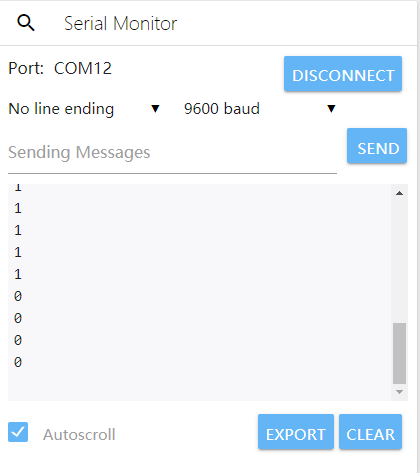 Serial Monitor
Port: COM12
DISCONNECT
No line ending
9600 baud
Sending Messages
SEND
1
1
1
1
1
0
0
0
0
Autoscroll
EXPORT
CLEAR